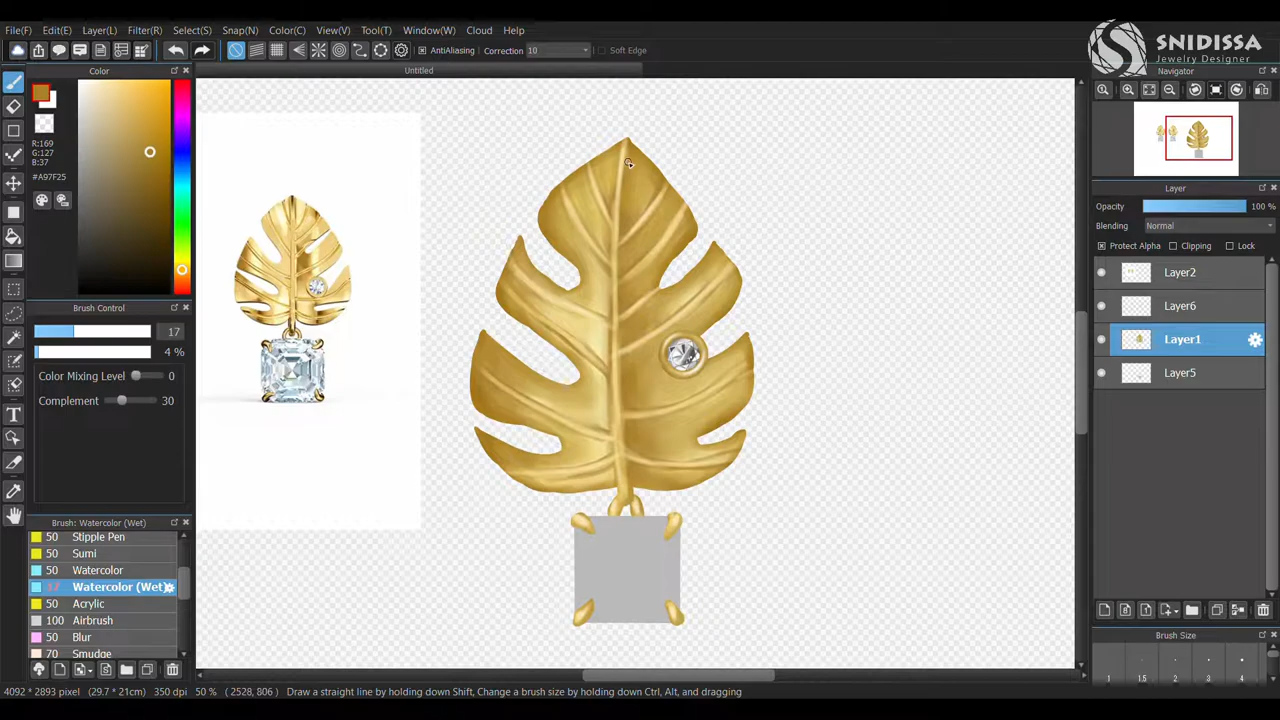 File(F) Edit(E) Layer(L) Filter(R) Select(S) Snap(N) Color(C) View(V) Tool(T) Window(W) Cloud Help
AntiAliasing Correction 10 Soft Edge
SNIDISSA
Jewelry Designer
Color
Untitled
Navigator
R:169
G:127
B:37
#A97F25
Layer
Opacity 100 %
Blending Normal
Protect Alpha Clipping Lock
Layer2
Layer6
Layer1
Layer5
Brush Control
17
4 %
Color Mixing Level 0
Complement 30
Brush: Watercolor (Wet)
50 Stipple Pen
50 Sumi
50 Watercolor
17 Watercolor (Wet)
50 Acrylic
100 Airbrush
50 Blur
70 Smudge
Brush Size
1 1.5 2 3 4
4092 * 2893 pixel (29.7 * 21cm) 350 dpi 50 % ( 2528, 806 ) Draw a straight line by holding down Shift, Change a brush size by holding down Ctrl, Alt, and dragging